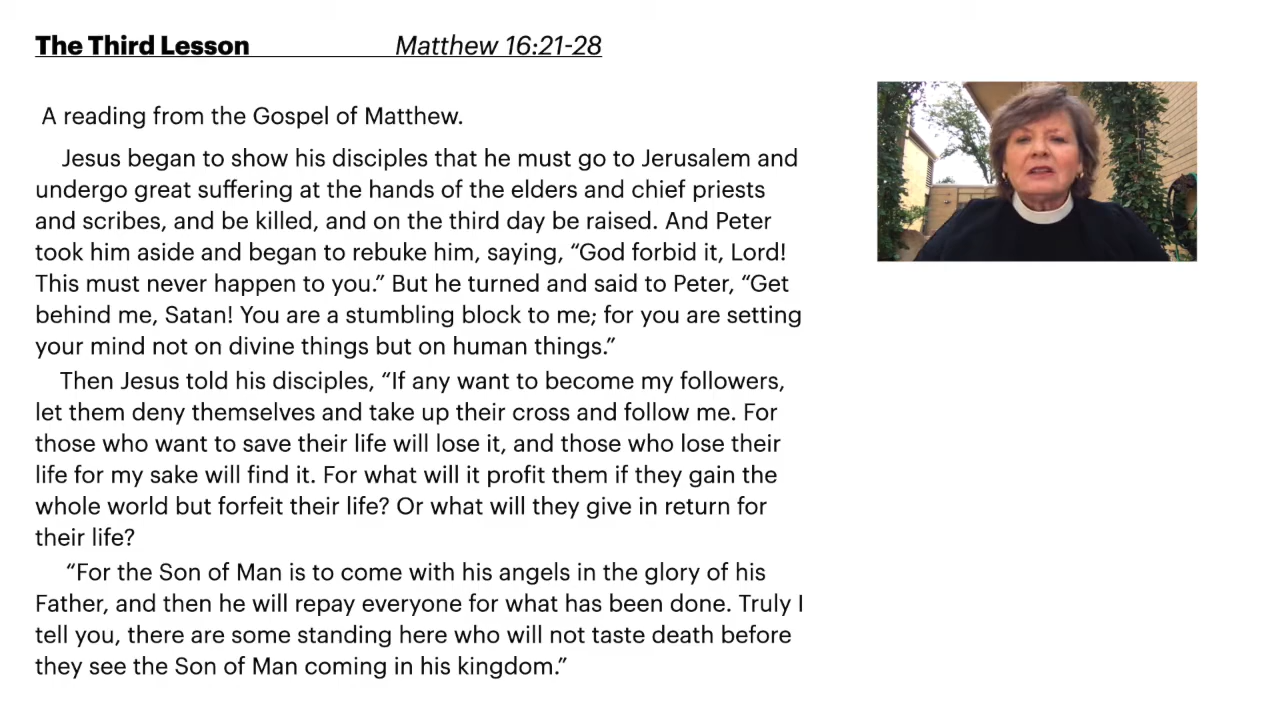 The Third Lesson Matthew 16:21-28
A reading from the Gospel of Matthew.
Jesus began to show his disciples that he must go to Jerusalem and
undergo great suffering at the hands of the elders and chief priests
and scribes, and be killed, and on the third day be raised. And Peter
took him aside and began to rebuke him, saying, “God forbid it, Lord!
This must never happen to you.” But he turned and said to Peter, “Get
behind me, Satan! You are a stumbling block to me; for you are setting
your mind not on divine things but on human things.”
Then Jesus told his disciples, “If any want to become my followers,
let them deny themselves and take up their cross and follow me. For
those who want to save their life will lose it, and those who lose their
life for my sake will find it. For what will it profit them if they gain the
whole world but forfeit their life? Or what will they give in return for
their life?
“For the Son of Man is to come with his angels in the glory of his
Father, and then he will repay everyone for what has been done. Truly I
tell you, there are some standing here who will not taste death before
they see the Son of Man coming in his kingdom.”